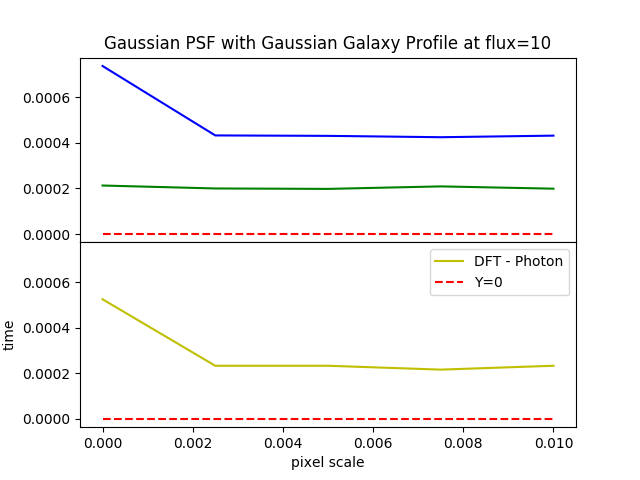 Gaussian PSF with Gaussian Galaxy Profile at flux=10
0.0006
0.0004
0.0002
0.0000
DFT - Photon
Y=0
0.0006
0.0004
0.0002
0.0000
time
0.000 0.002 0.004 0.006 0.008 0.010
pixel scale